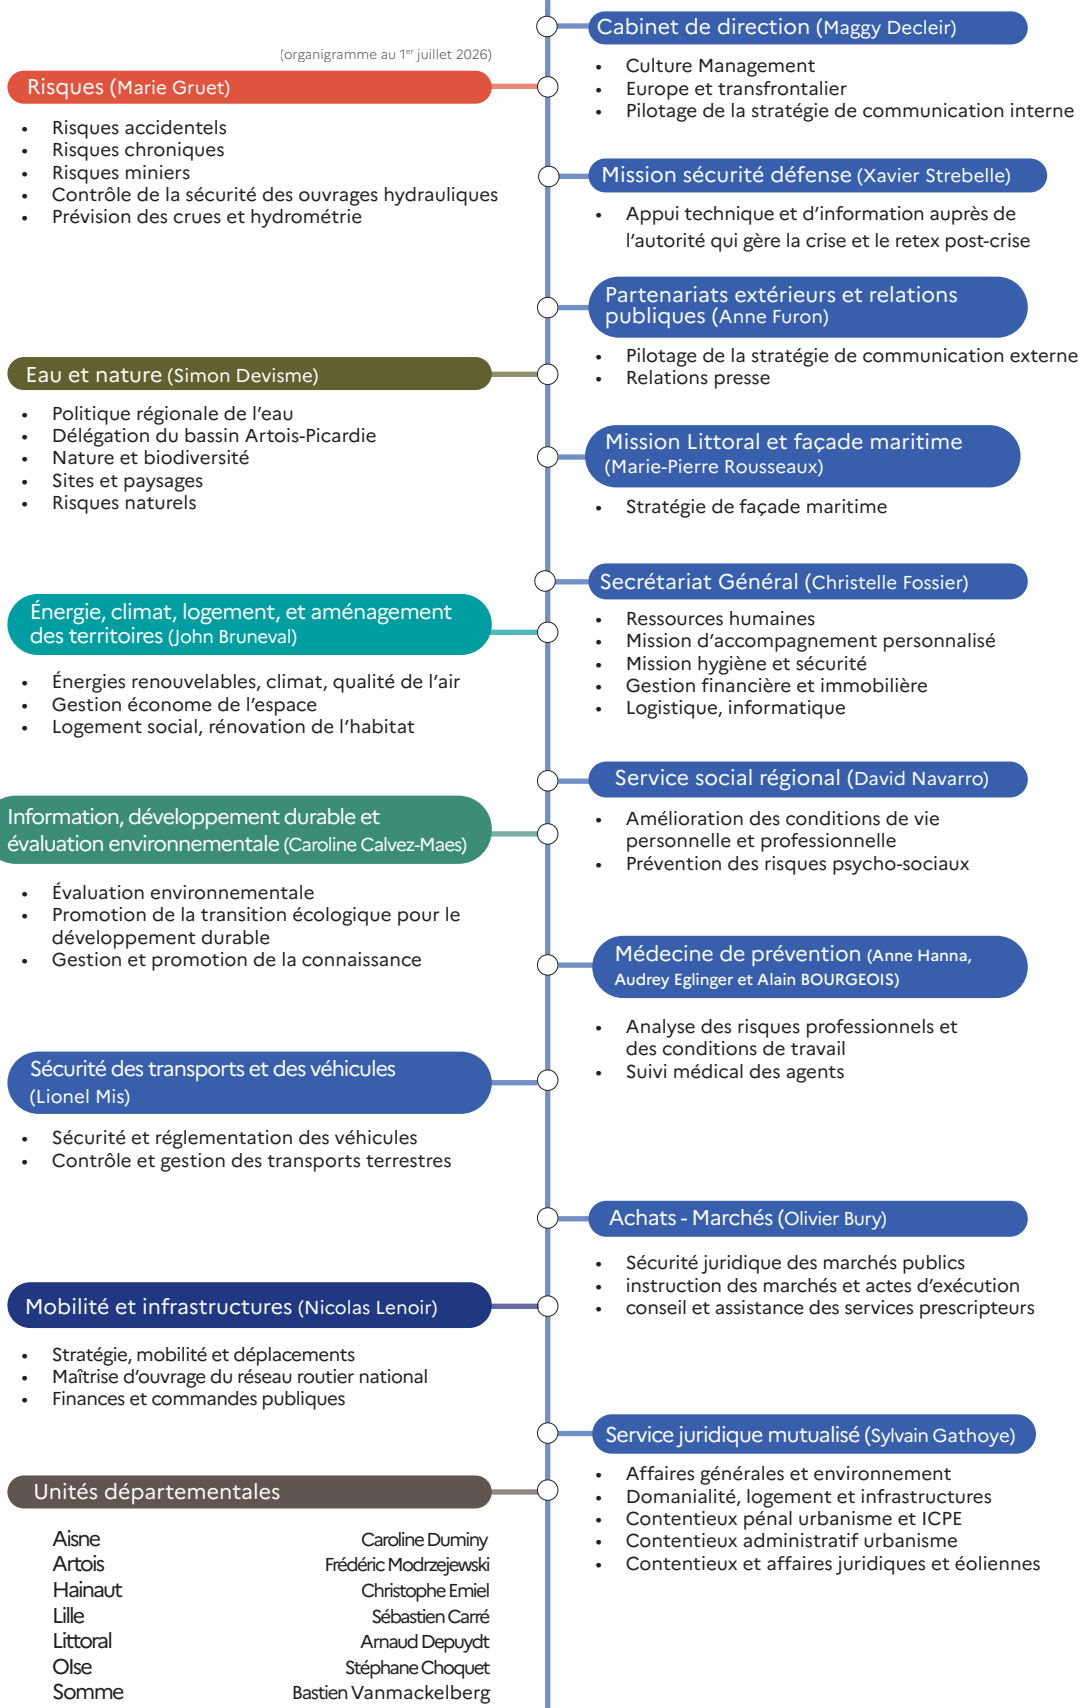 (organigramme au 1er juillet 2026)
Risques (Marie Gruet)
• Risques accidentels
• Risques chroniques
• Risques miniers
• Contrôle de la sécurité des ouvrages hydrauliques
• Prévision des crues et hydrométrie
Eau et nature (Simon Devisme)
• Politique régionale de l’eau
• Délégation du bassin Artois-Picardie
• Nature et biodiversité
• Sites et paysages
• Risques naturels
Énergie, climat, logement, et aménagement
des territoires (John Bruneval)
• Énergies renouvelables, climat, qualité de l’air
• Gestion économe de l’espace
• Logement social, rénovation de l’habitat
Information, développement durable et
évaluation environnementale (Caroline Calvez-Maes)
• Évaluation environnementale
• Promotion de la transition écologique pour le
développement durable
• Gestion et promotion de la connaissance
Sécurité des transports et des véhicules
(Lionel Mis)
• Sécurité et réglementation des véhicules
• Contrôle et gestion des transports terrestres
Mobilité et infrastructures (Nicolas Lenoir)
• Stratégie, mobilité et déplacements
• Maîtrise d’ouvrage du réseau routier national
• Finances et commandes publiques
Unités départementales
Aisne Caroline Duminy
Artois Frédéric Modrzejewski
Hainaut Christophe Emiel
Lille Sébastien Carré
Littoral Arnaud Depuydt
OIse Stéphane Choquet
Somme Bastien Vanmackelberg
Cabinet de direction (Maggy Decleir)
• Culture Management
• Europe et transfrontalier
• Pilotage de la stratégie de communication interne
Mission sécurité défense (Xavier Strebelle)
• Appui technique et d’information auprès de
l’autorité qui gère la crise et le retex post-crise
Partenariats extérieurs et relations
publiques (Anne Furon)
• Pilotage de la stratégie de communication externe
• Relations presse
Mission Littoral et façade maritime
(Marie-Pierre Rousseaux)
• Stratégie de façade maritime
Secrétariat Général (Christelle Fossier)
• Ressources humaines
• Mission d’accompagnement personnalisé
• Mission hygiène et sécurité
• Gestion financière et immobilière
• Logistique, informatique
Service social régional (David Navarro)
• Amélioration des conditions de vie
personnelle et professionnelle
• Prévention des risques psycho-sociaux
Médecine de prévention (Anne Hanna,
Audrey Eglinger et Alain BOURGEOIS)
• Analyse des risques professionnels et
des conditions de travail
• Suivi médical des agents
Achats - Marchés (Olivier Bury)
• Sécurité juridique des marchés publics
• instruction des marchés et actes d’exécution
• conseil et assistance des services prescripteurs
Service juridique mutualisé (Sylvain Gathoye)
• Affaires générales et environnement
• Domanialité, logement et infrastructures
• Contentieux pénal urbanisme et ICPE
• Contentieux administratif urbanisme
• Contentieux et affaires juridiques et éoliennes